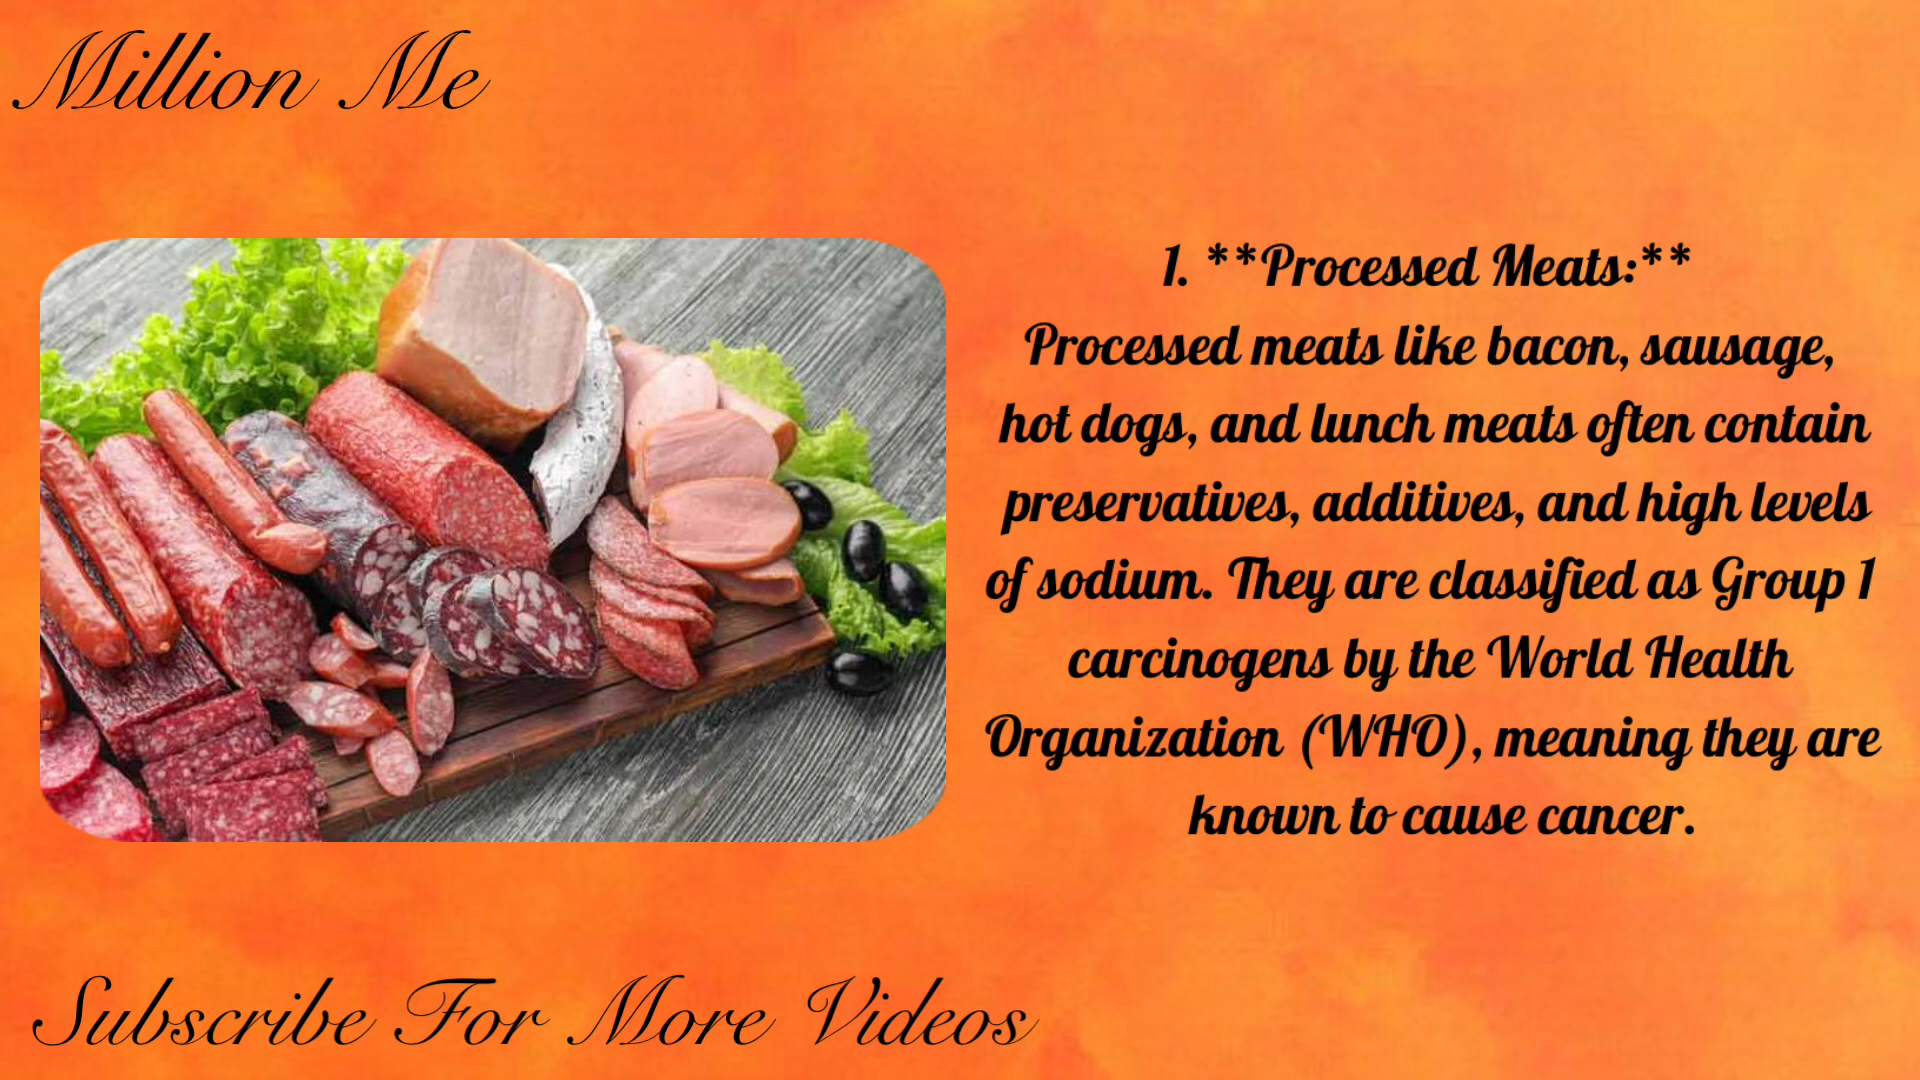 Million Me
1. **Processed Meats:**
Processed meats like bacon, sausage,
hot dogs, and lunch meats often contain
preservatives, additives, and high levels
of sodium. They are classified as Group 1
carcinogens by the World Health
Organization (WHO), meaning they are
known to cause cancer.
Subscribe For More Videos